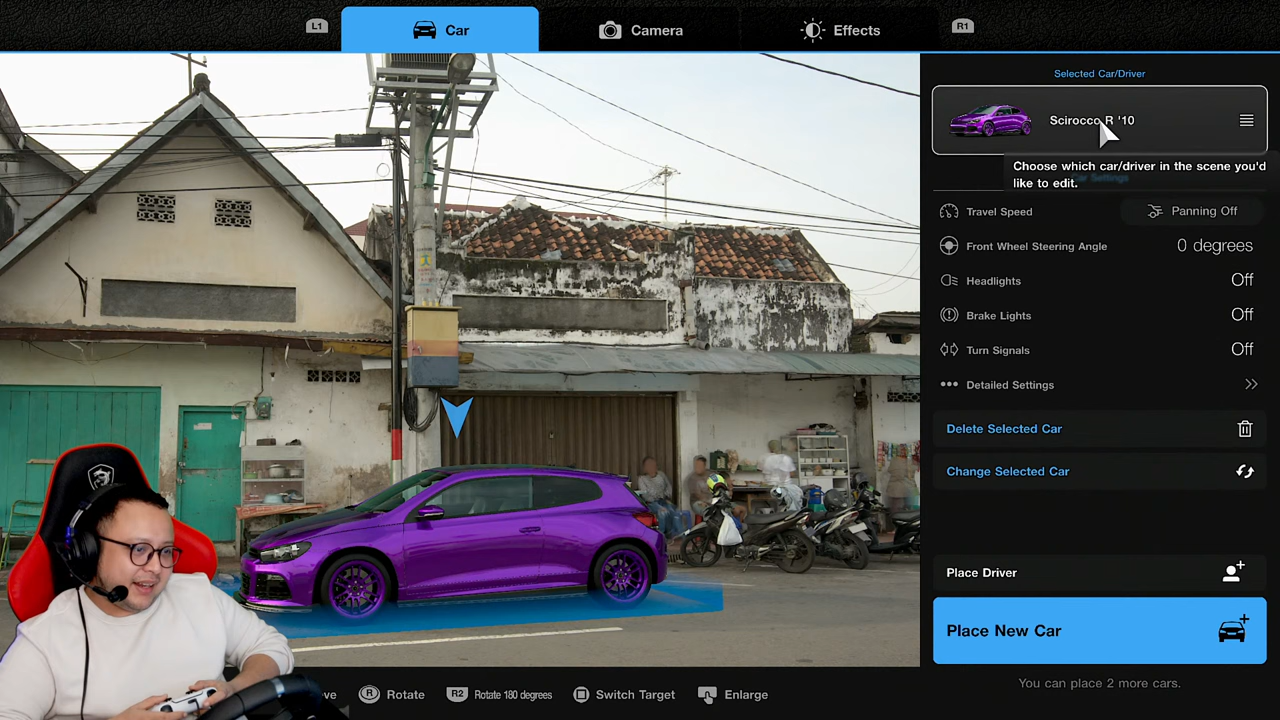 L1
Car
Camera
Effects
R1
Selected Car/Driver
Scirocco R '10
Choose which car/driver in the scene you'd
like to edit.
Car Settings
Travel Speed
Panning Off
Front Wheel Steering Angle
0 degrees
Headlights
Off
Brake Lights
Off
Turn Signals
Off
Detailed Settings
Delete Selected Car
Change Selected Car
Place Driver
Place New Car
You can place 2 more cars.
R Rotate
R2 Rotate 180 degrees
Switch Target
Enlarge